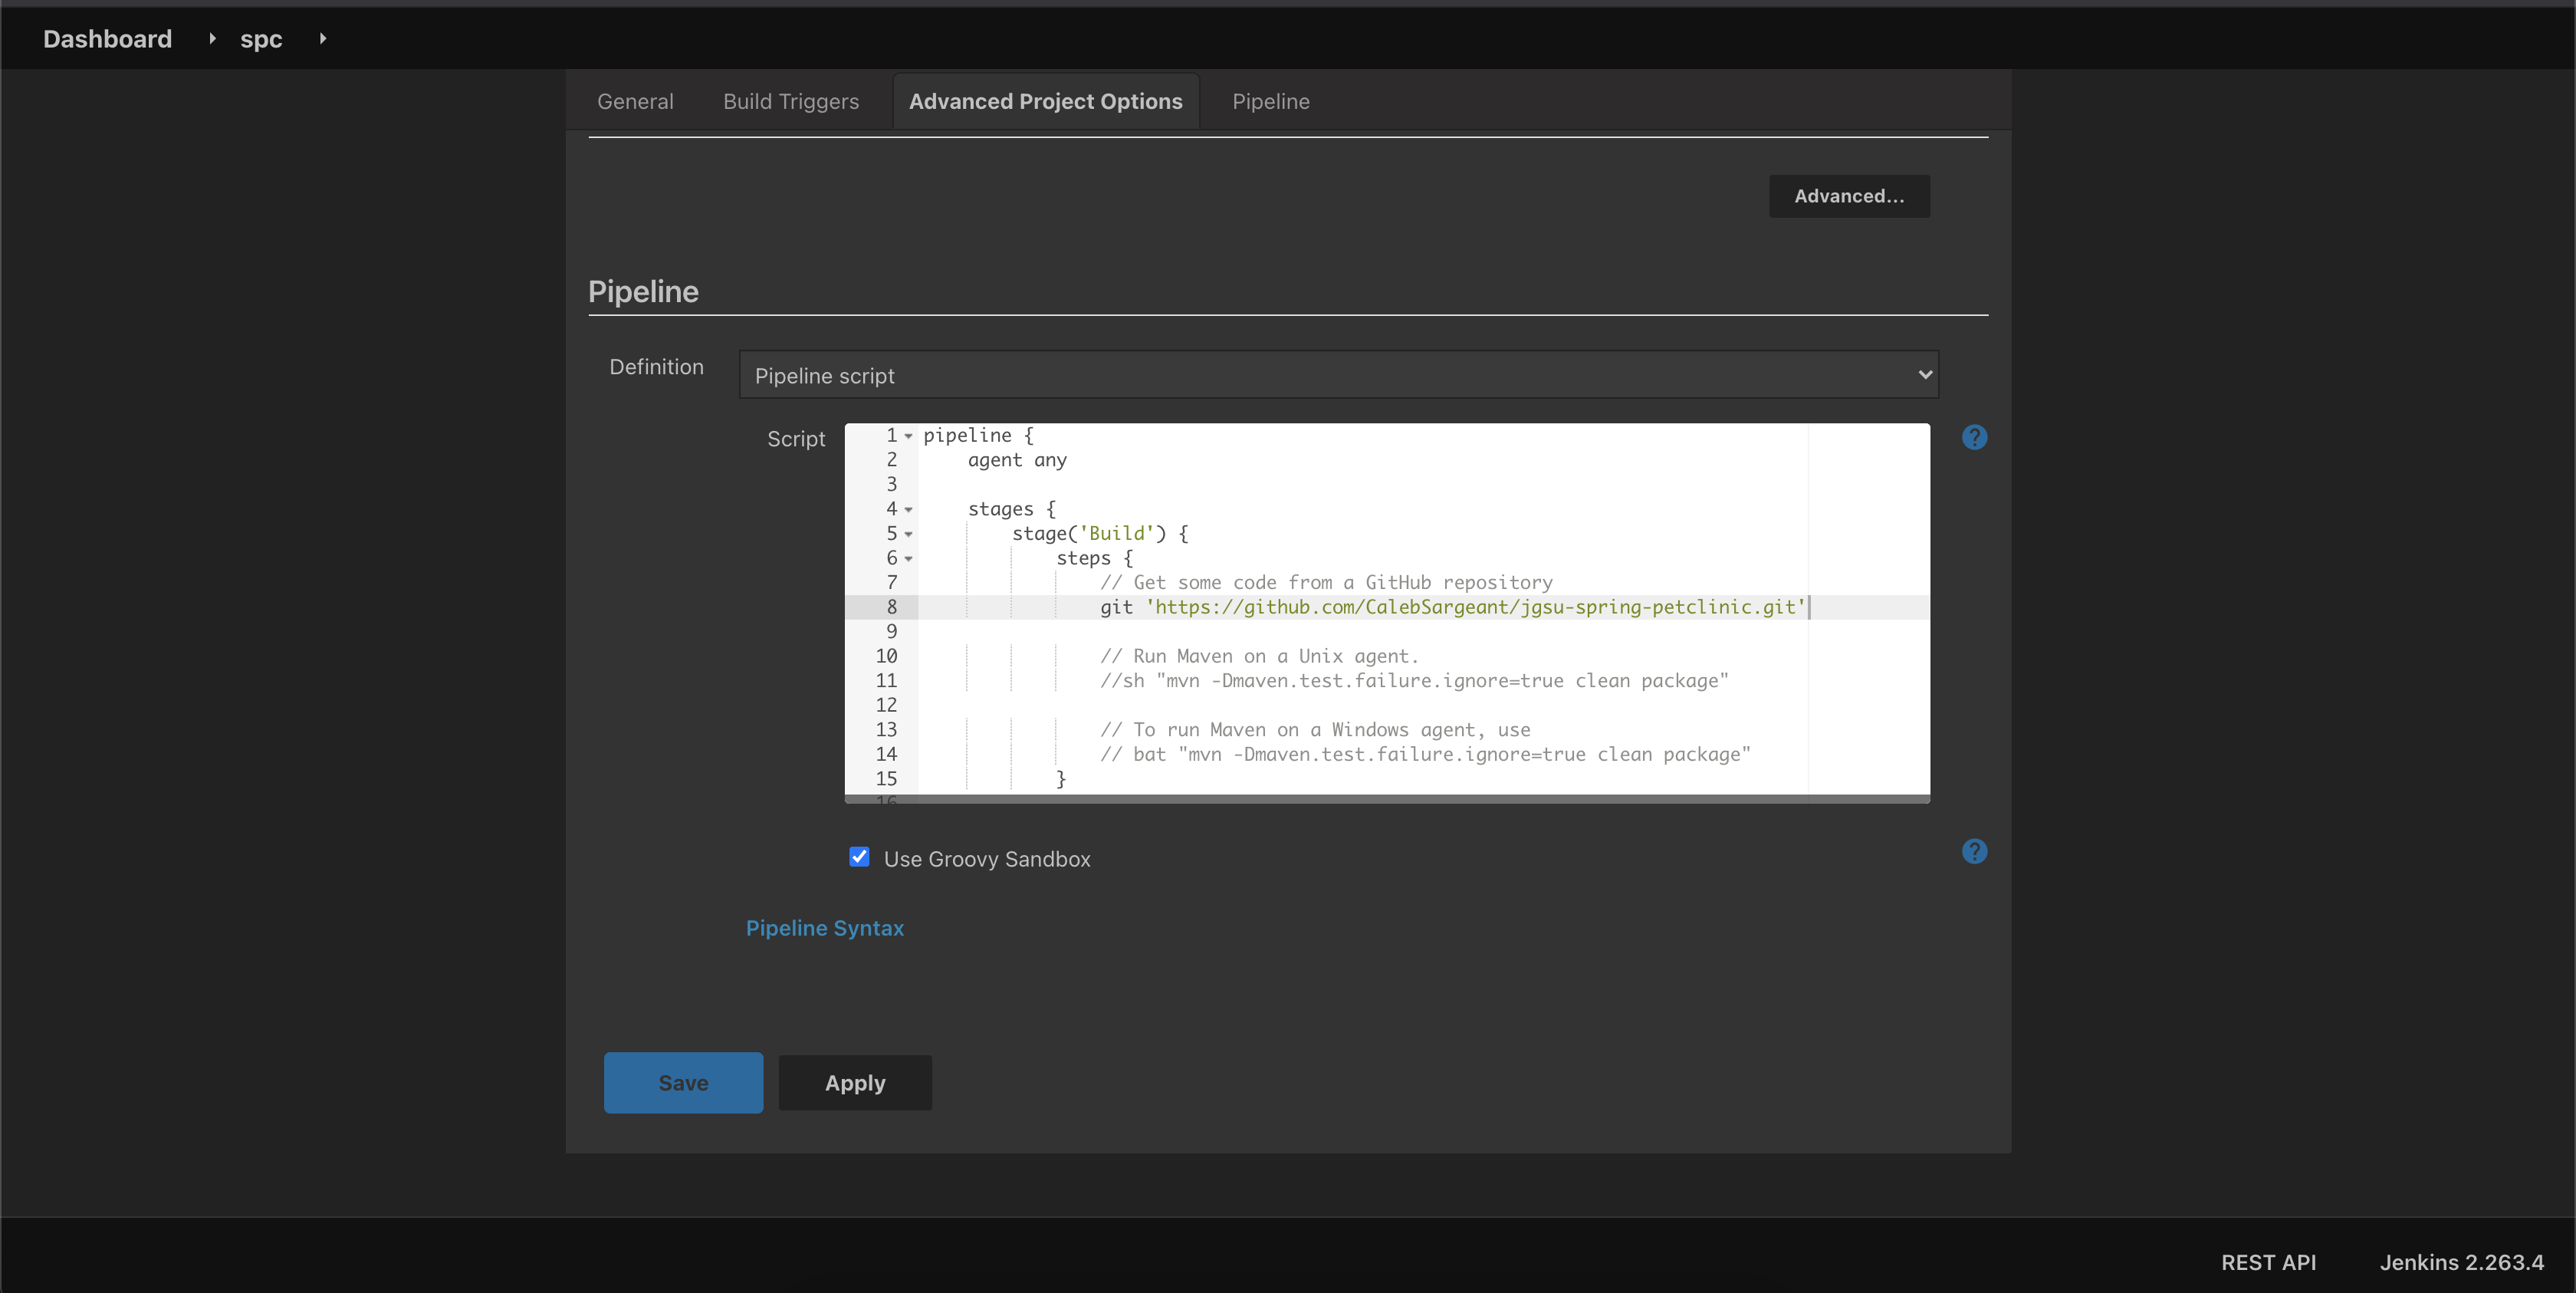 Dashboard spc
General Build Triggers Advanced Project Options Pipeline
Advanced...
Pipeline
Definition Pipeline script
Script
1 pipeline {
2 agent any
3
4 stages {
5 stage('Build') {
6 steps {
7 // Get some code from a GitHub repository
8 git 'https://github.com/CalebSargeant/jgsu-spring-petclinic.git'
9
10 // Run Maven on a Unix agent.
11 //sh "mvn -Dmaven.test.failure.ignore=true clean package"
12
13 // To run Maven on a Windows agent, use
14 // bat "mvn -Dmaven.test.failure.ignore=true clean package"
15 }
16
Use Groovy Sandbox
Pipeline Syntax
Save Apply
REST API Jenkins 2.263.4